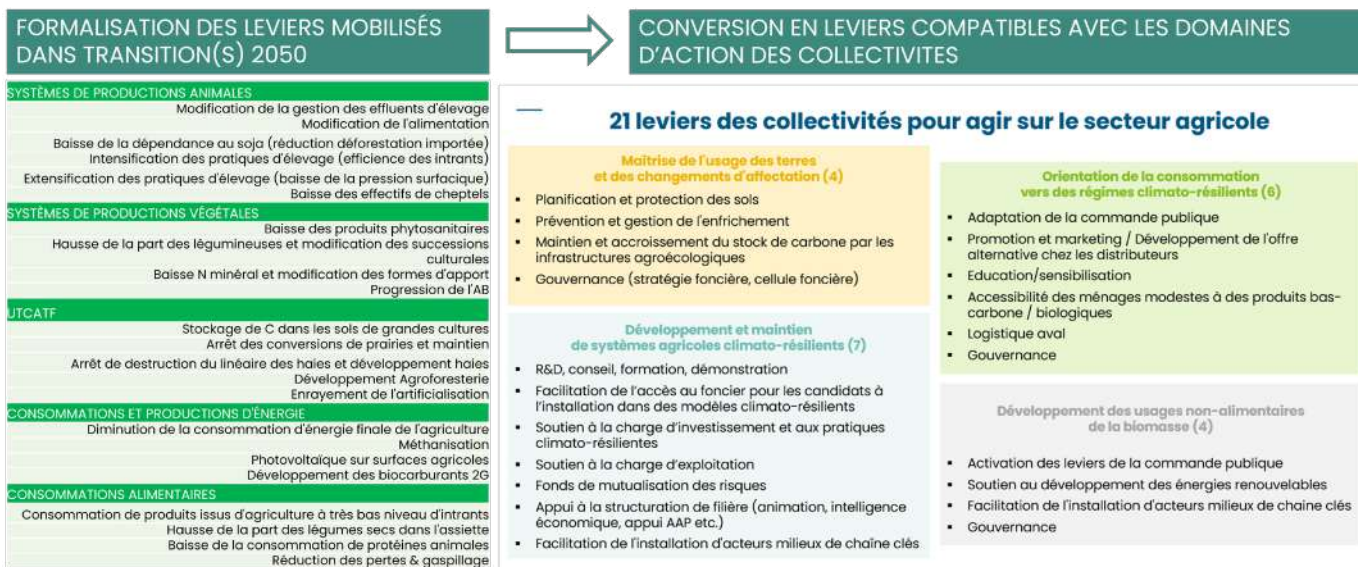 FORMALISATION DES LEVIERS MOBILISÉS
DANS TRANSITION(S) 2050
CONVERSION EN LEVIERS COMPATIBLES AVEC LES DOMAINES
D'ACTION DES COLLECTIVITES
SYSTÈMES DE PRODUCTIONS ANIMALES
Modification de la gestion des effluents d'élevage
Modification de l'alimentation
Baisse de la dépendance au soja (réduction déforestation importée)
Intensification des pratiques d'élevage (efficience des intrants)
Extensification des pratiques d'élevage (baisse de la pression surfacique)
Baisse des effectifs de cheptels
SYSTÈMES DE PRODUCTIONS VÉGÉTALES
Baisse des produits phytosanitaires
Hausse de la part des légumineuses et modification des successions
culturales
Baisse N minéral et modification des formes d'apport
Progression de l'AB
UTCATF
Stockage de C dans les sols de grandes cultures
Arrêt des conversions de prairies et maintien
Arrêt de destruction du linéaire des haies et développement haies
Développement Agroforesterie
Enrayement de l'artificialisation
CONSOMMATIONS ET PRODUCTIONS D'ÉNERGIE
Diminution de la consommation d'énergie finale de l'agriculture
Méthanisation
Photovoltaïque sur surfaces agricoles
Développement des biocarburants 2G
CONSOMMATIONS ALIMENTAIRES
Consommation de produits issus d'agriculture à très bas niveau d'intrants
Hausse de la part des légumes secs dans l'assiette
Baisse de la consommation de protéines animales
Réduction des pertes & gaspillage
21 leviers des collectivités pour agir sur le secteur agricole
Maîtrise de l'usage des terres
et des changements d'affectation (4)
▪ Planification et protection des sols
▪ Prévention et gestion de l'enfrichement
▪ Maintien et accroissement du stock de carbone par les
infrastructures agroécologiques
▪ Gouvernance (stratégie foncière, cellule foncière)
Développement et maintien
de systèmes agricoles climato-résilients (7)
▪ R&D, conseil, formation, démonstration
▪ Facilitation de l'accès au foncier pour les candidats à
l'installation dans des modèles climato-résilients
▪ Soutien à la charge d'investissement et aux pratiques
climato-résilientes
▪ Soutien à la charge d'exploitation
▪ Fonds de mutualisation des risques
▪ Appui à la structuration de filière (animation, intelligence
économique, appui AAP etc.)
▪ Facilitation de l'installation d'acteurs milieux de chaîne clés
Orientation de la consommation
vers des régimes climato-résilients (6)
▪ Adaptation de la commande publique
▪ Promotion et marketing / Développement de l'offre
alternative chez les distributeurs
▪ Education/sensibilisation
▪ Accessibilité des ménages modestes à des produits bas-
carbone / biologiques
▪ Logistique aval
▪ Gouvernance
Développement des usages non-alimentaires
de la biomasse (4)
▪ Activation des leviers de la commande publique
▪ Soutien au développement des énergies renouvelables
▪ Facilitation de l'installation d'acteurs milieux de chaine clés
▪ Gouvernance